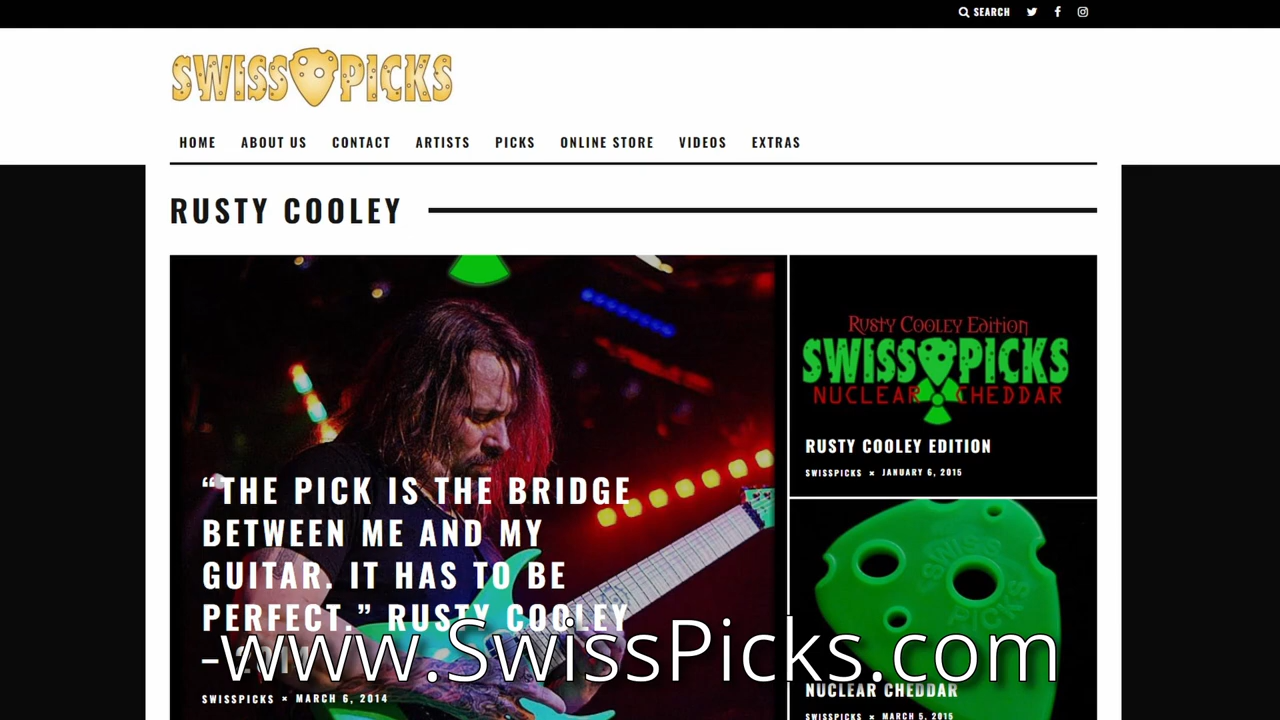 SEARCH
SWISS PICKS
HOME ABOUT US CONTACT ARTISTS PICKS ONLINE STORE VIDEOS EXTRAS
RUSTY COOLEY
“THE PICK IS THE BRIDGE
BETWEEN ME AND MY
GUITAR. IT HAS TO BE
PERFECT.” RUSTY COOLEY
SWISSPICKS × MARCH 6, 2014
Rusty Cooley Edition
SWISS PICKS
NUCLEAR CHEDDAR
RUSTY COOLEY EDITION
SWISSPICKS × JANUARY 6, 2015
SWISS
PICKS
NUCLEAR CHEDDAR
SWISSPICKS × MARCH 5, 2015
www.SwissPicks.com